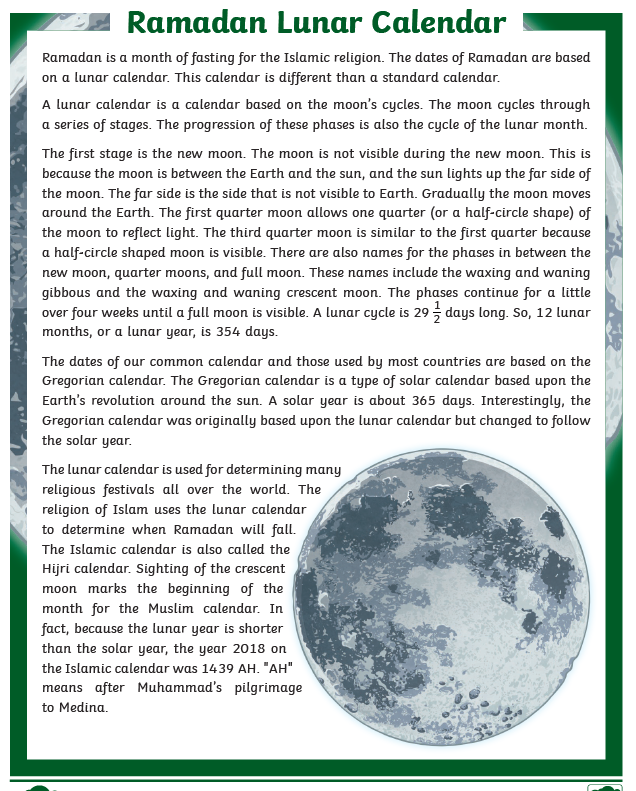 Ramadan Lunar Calendar
Ramadan is a month of fasting for the Islamic religion. The dates of Ramadan are based
on a lunar calendar. This calendar is different than a standard calendar.
A lunar calendar is a calendar based on the moon's cycles. The moon cycles through
a series of stages. The progression of these phases is also the cycle of the lunar month.
The first stage is the new moon. The moon is not visible during the new moon. This is
because the moon is between the Earth and the sun, and the sun lights up the far side of
the moon. The far side is the side that is not visible to Earth. Gradually the moon moves
around the Earth. The first quarter moon allows one quarter (or a half-circle shape) of
the moon to reflect light. The third quarter moon is similar to the first quarter because
a half-circle shaped moon is visible. There are also names for the phases in between the
new moon, quarter moons, and full moon. These names include the waxing and waning
gibbous and the waxing and waning crescent moon. The phases continue for a little
over four weeks until a full moon is visible. A lunar cycle is 29 1/2 days long. So, 12 lunar
months, or a lunar year, is 354 days.
The dates of our common calendar and those used by most countries are based on the
Gregorian calendar. The Gregorian calendar is a type of solar calendar based upon the
Earth's revolution around the sun. A solar year is about 365 days. Interestingly, the
Gregorian calendar was originally based upon the lunar calendar but changed to follow
the solar year.
The lunar calendar is used for determining many
religious festivals all over the world. The
religion of Islam uses the lunar calendar
to determine when Ramadan will fall.
The Islamic calendar is also called the
Hijri calendar. Sighting of the crescent
moon marks the beginning of the
month for the Muslim calendar. In
fact, because the lunar year is shorter
than the solar year, the year 2018 on
the Islamic calendar was 1439 AH. "AH"
means after Muhammad's pilgrimage
to Medina.